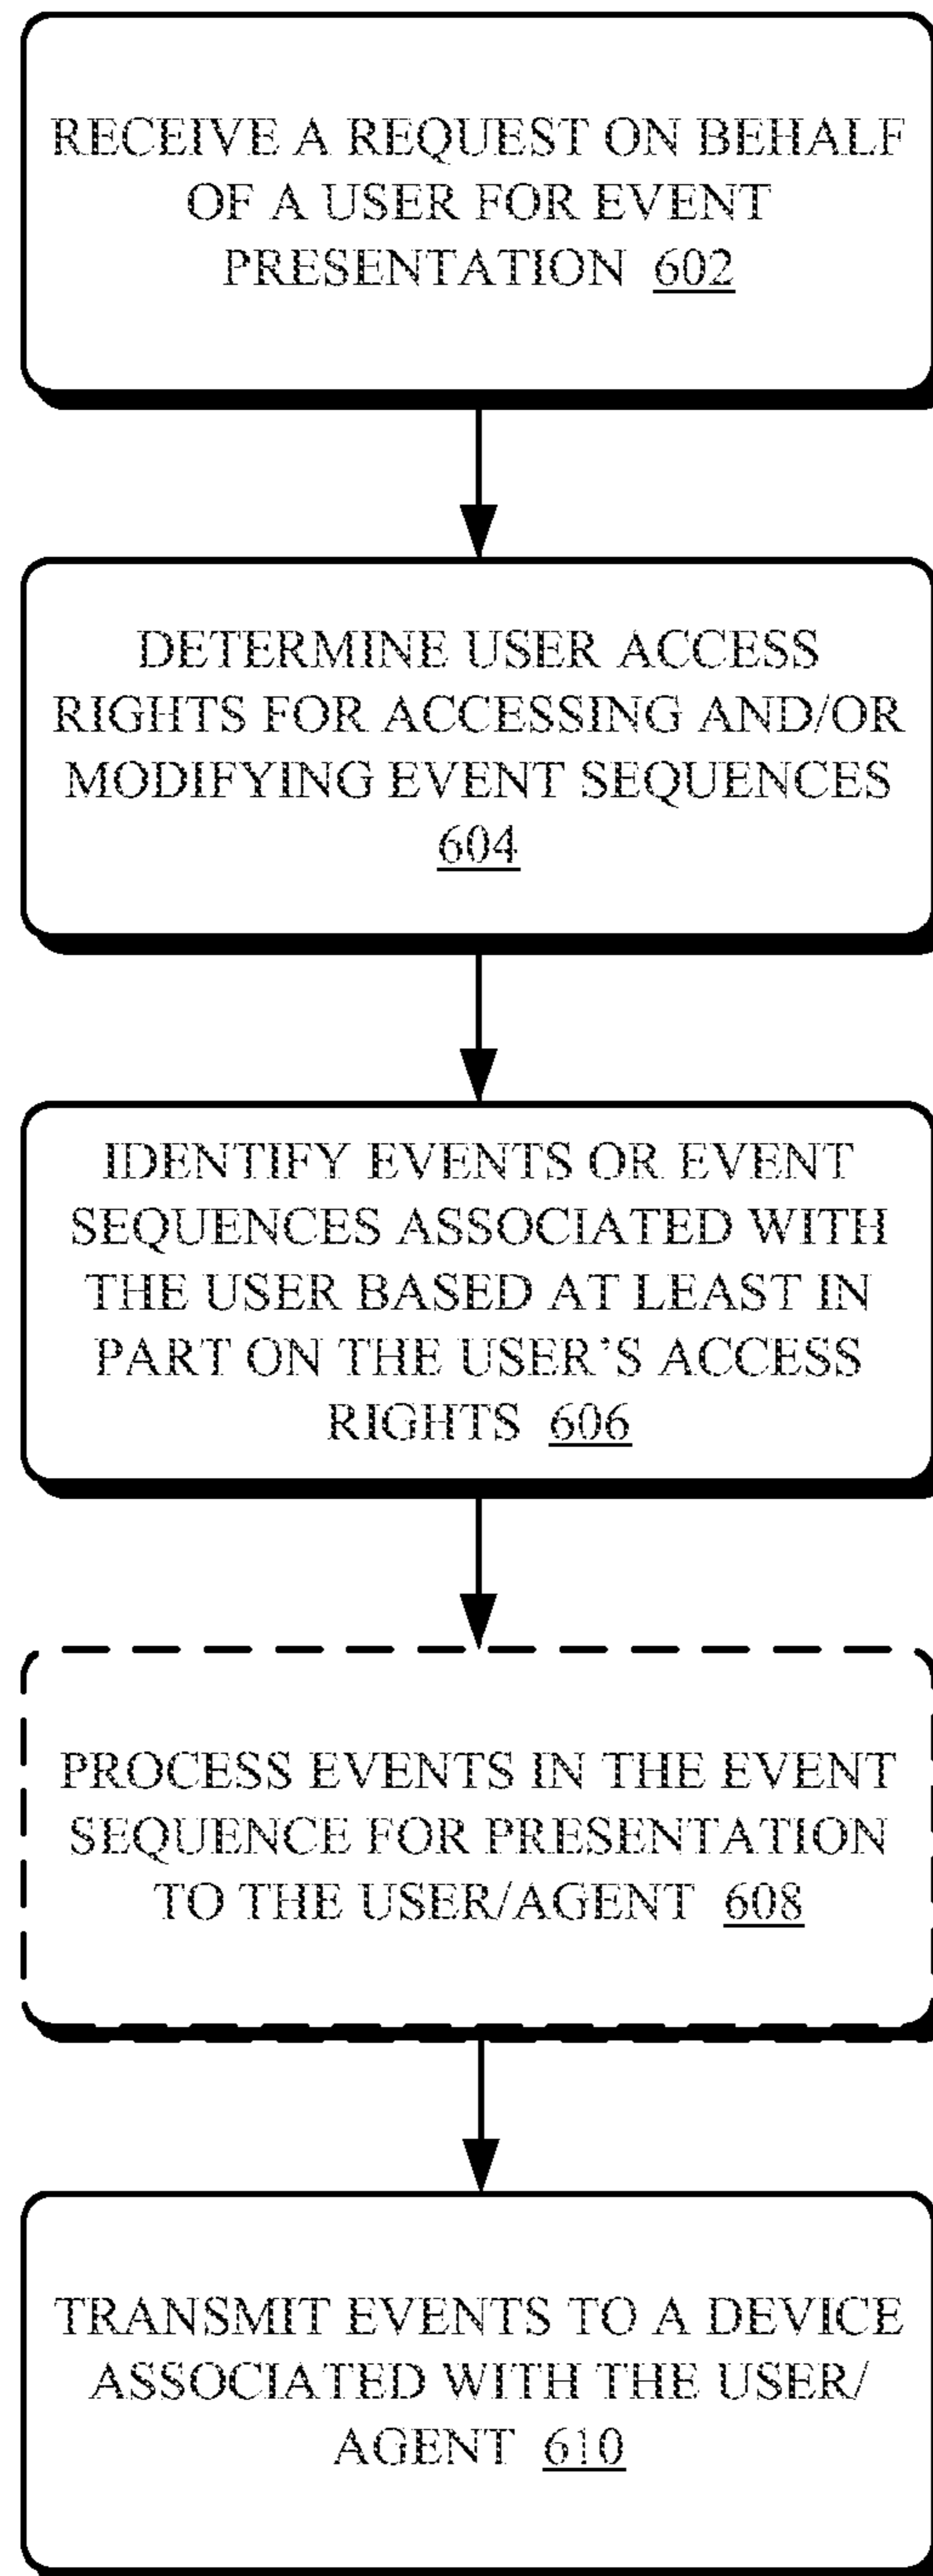 RECEIVE A REQUEST ON BEHALF
OF A USER FOR EVENT
PRESENTATION 602
DETERMINE USER ACCESS
RIGHTS FOR ACCESSING AND/OR
MODIFYING EVENT SEQUENCES
604
IDENTIFY EVENTS OR EVENT
SEQUENCES ASSOCIATED WITH
THE USER BASED AT LEAST IN
PART ON THE USER'S ACCESS
RIGHTS 606
PROCESS EVENTS IN THE EVENT
SEQUENCE FOR PRESENTATION
TO THE USER/AGENT 608
TRANSMIT EVENTS TO A DEVICE
ASSOCIATED WITH THE USER/
AGENT 610